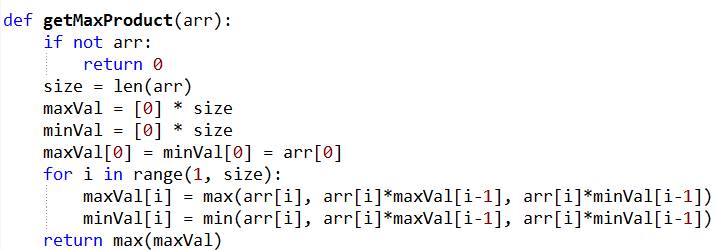 def getMaxProduct(arr):
    if not arr:
        return 0
    size = len(arr)
    maxVal = [0] * size
    minVal = [0] * size
    maxVal[0] = minVal[0] = arr[0]
    for i in range(1, size):
        maxVal[i] = max(arr[i], arr[i]*maxVal[i-1], arr[i]*minVal[i-1])
        minVal[i] = min(arr[i], arr[i]*maxVal[i-1], arr[i]*minVal[i-1])
    return max(maxVal)